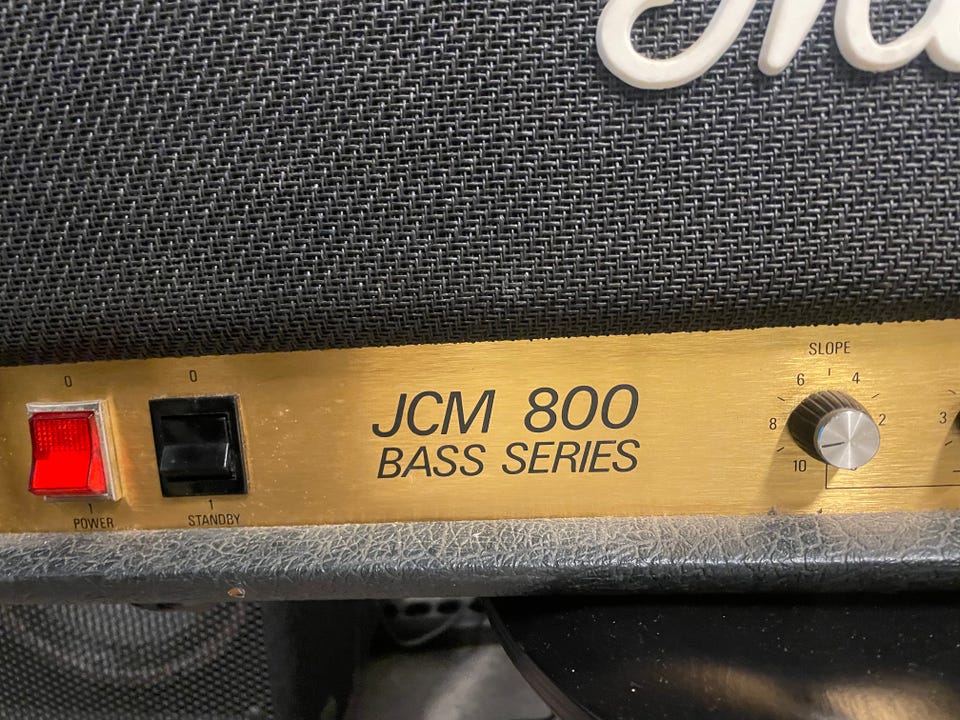 SLOPE
0 0
6 4
JCM 800
8 2 3
BASS SERIES
10
1 1
POWER STANDBY